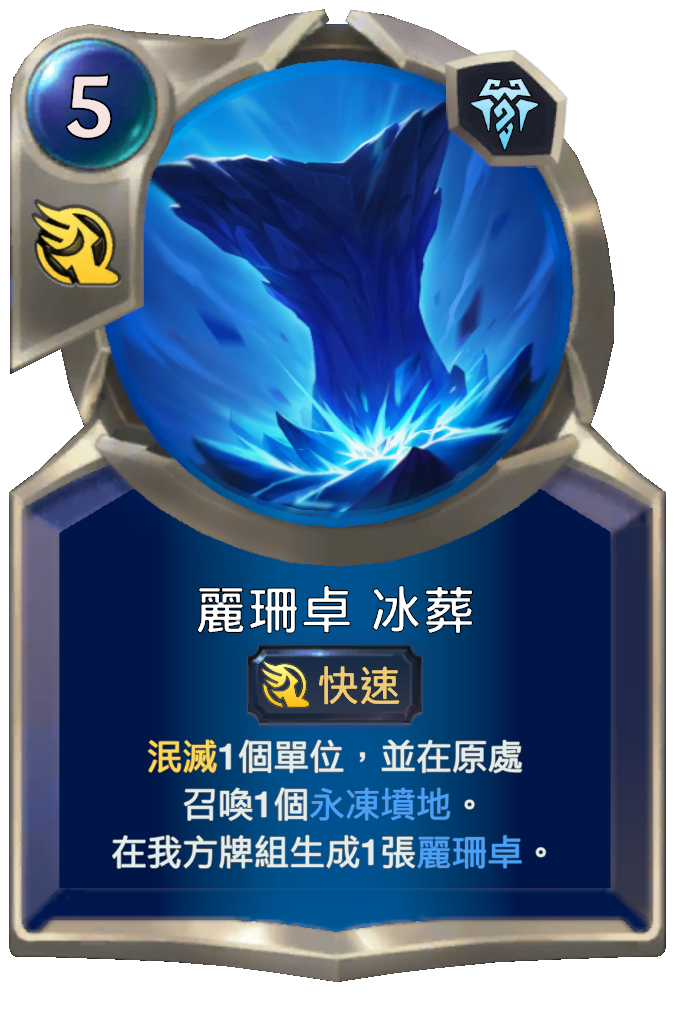 5
麗珊卓 冰葬
快速
泯滅1個單位，並在原處
召喚1個永凍墳地。
在我方牌組生成1張麗珊卓。